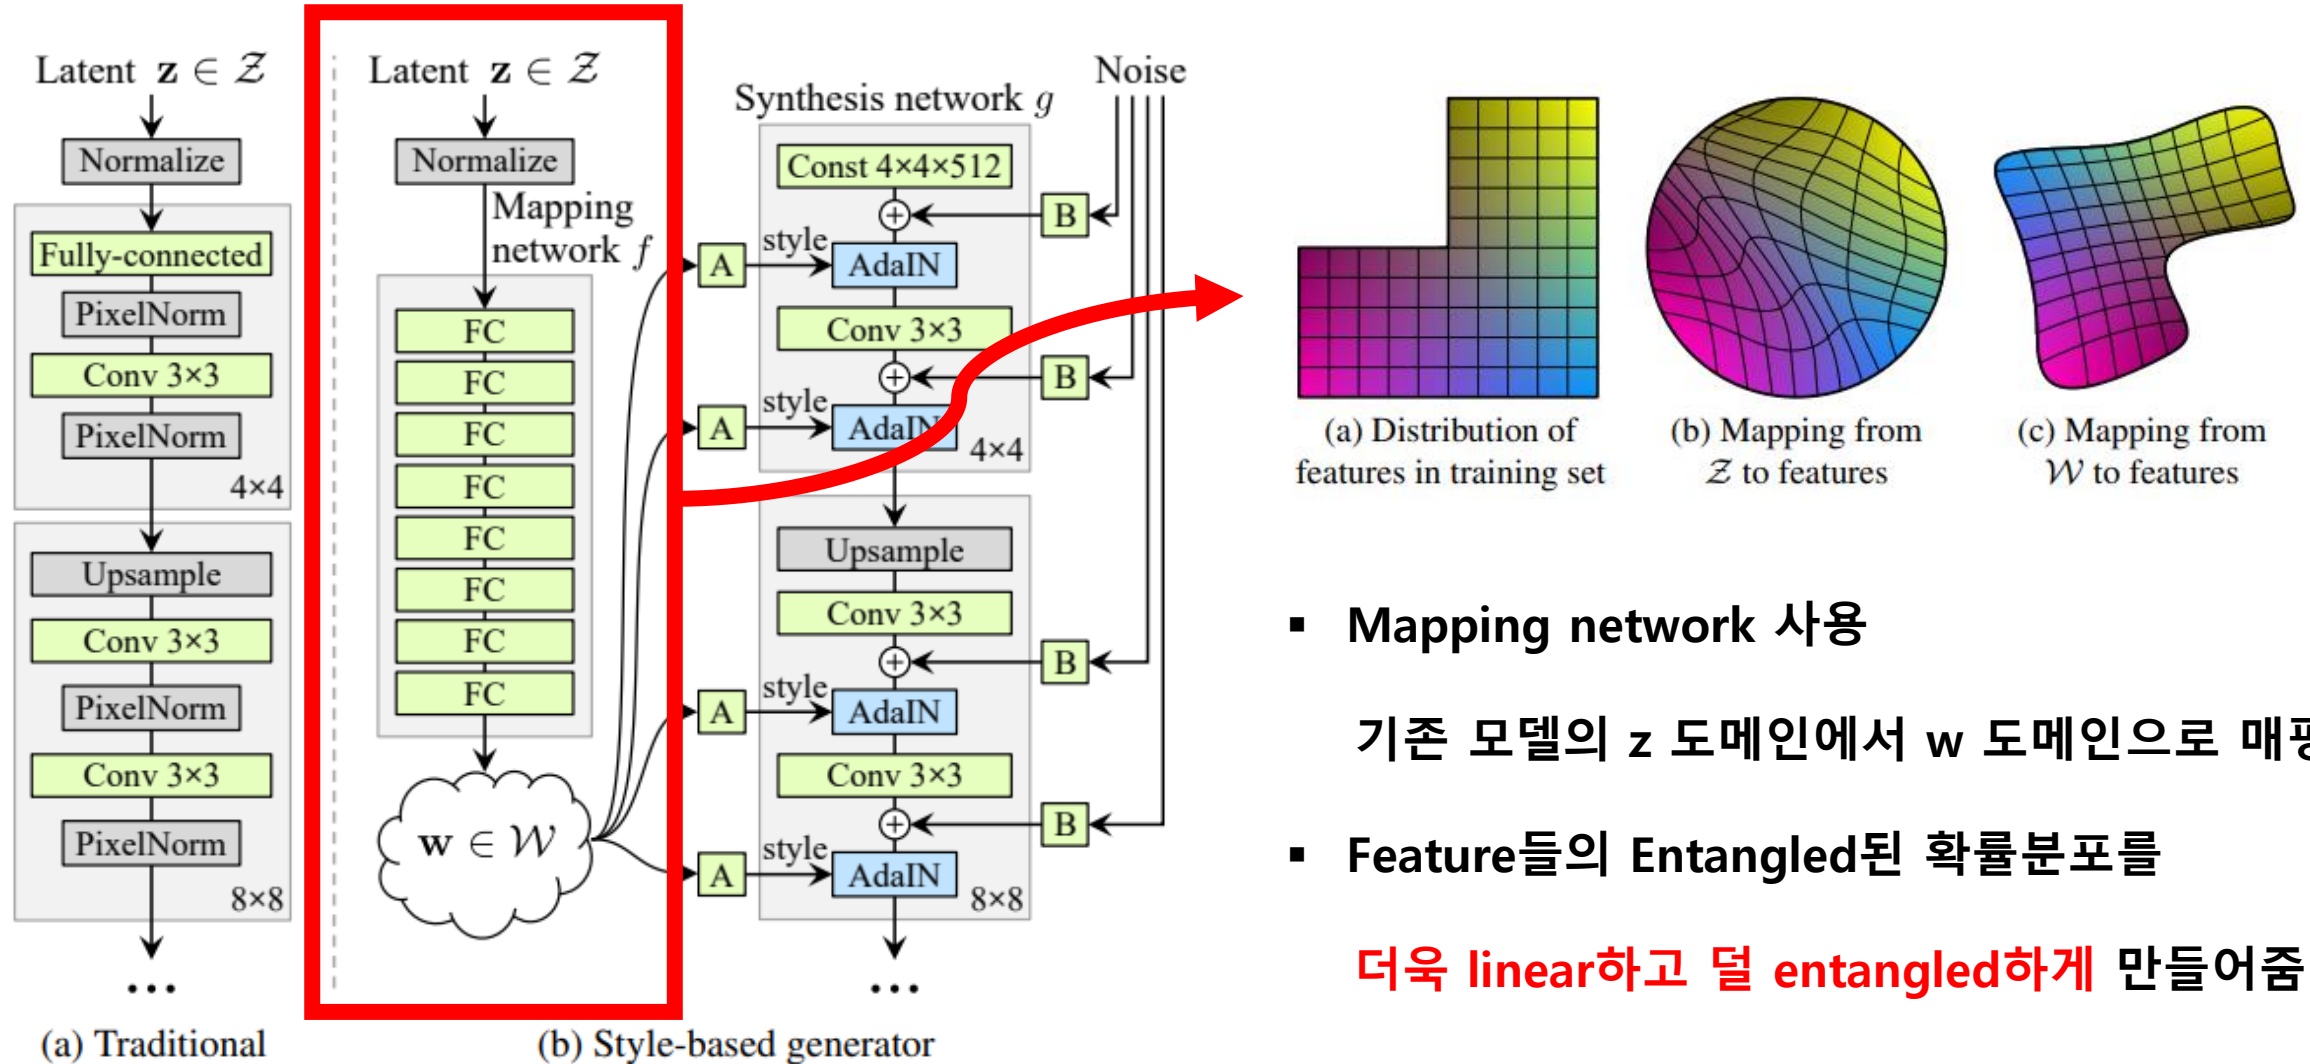 Latent z ∈ 𝒵
Normalize
Fully-connected
PixelNorm
Conv 3×3
PixelNorm
4×4
Upsample
Conv 3×3
PixelNorm
Conv 3×3
PixelNorm
8×8
...
(a) Traditional
Latent z ∈ 𝒵
Normalize
Mapping
network f
FC
FC
FC
FC
FC
FC
FC
FC
w ∈ 𝒲
Synthesis network g
Noise
Const 4×4×512
+
B
A
style
AdaIN
Conv 3×3
+
B
A
style
AdaIN
4×4
Upsample
Conv 3×3
+
B
A
style
AdaIN
Conv 3×3
+
B
A
style
AdaIN
8×8
...
(b) Style-based generator
(a) Distribution of
features in training set
(b) Mapping from
𝒵 to features
(c) Mapping from
𝒲 to features
▪ Mapping network 사용
기존 모델의 z 도메인에서 w 도메인으로
▪ Feature들의 Entangled된 확률분포를
더욱 linear하고 덜 entangled하게 만들어줌